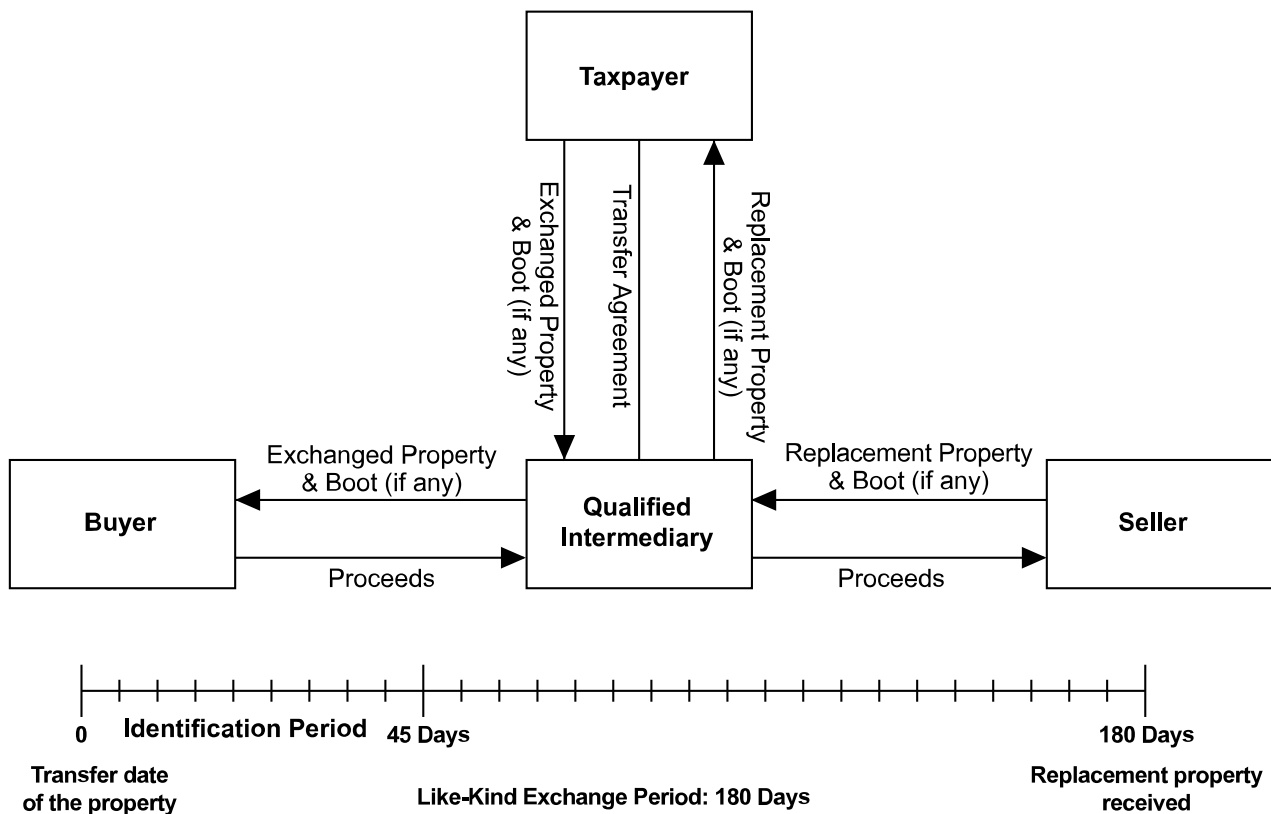 Taxpayer
Exchanged Property
& Boot (if any)
Transfer Agreement
Replacement Property
& Boot (if any)
Exchanged Property
& Boot (if any)
Replacement Property
& Boot (if any)
Buyer
Qualified
Intermediary
Seller
Proceeds
Proceeds
0
Identification Period
45 Days
180 Days
Transfer date
of the property
Like-Kind Exchange Period: 180 Days
Replacement property
received